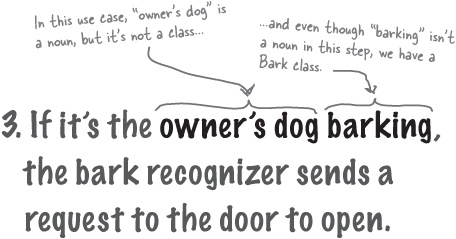 In this use case, “owner’s dog” is
a noun, but it’s not a class...
...and even though “barking” isn’t
a noun in this step, we have a
Bark class.
3. If it’s the owner’s dog barking,
the bark recognizer sends a
request to the door to open.